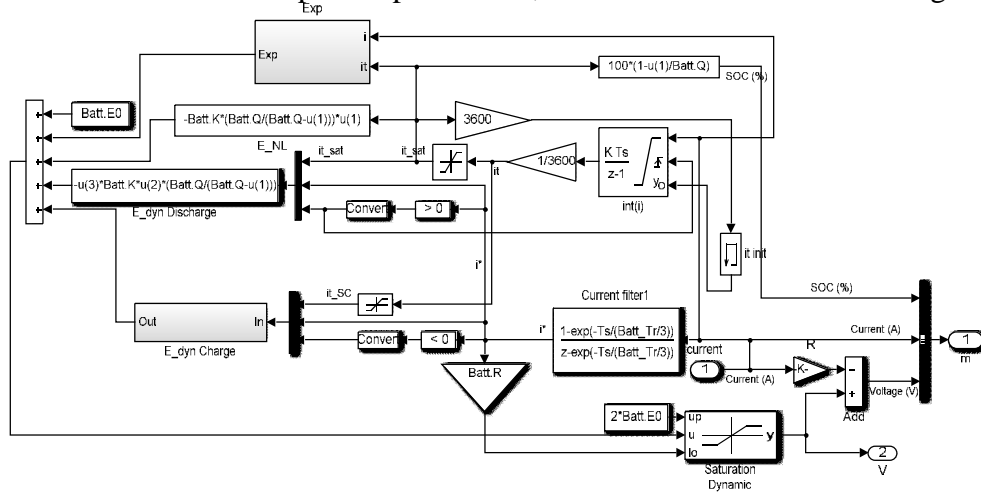 Exp
Exp
i
it
100*(1-u(1)/Batt.Q)
SOC (%)
Batt.E0
-Batt.K*(Batt.Q/(Batt.Q-u(1)))*u(1)
E_NL
3600
it_sat
it_sat
it
1/3600
K Ts
z-1
yo
int(i)
-u(3)*Batt.K*u(2)*(Batt.Q/(Batt.Q-u(1)))
E_dyn Discharge
Convert
> 0
it init
i*
it_SC
Out
In
E_dyn Charge
Convert
< 0
i*
Current filter1
1-exp(-Ts/(Batt_Tr/3))
z-exp(-Ts/(Batt_Tr/3))
SOC (%)
Current (A)
current
1
Current (A)
R
K-
Voltage (V)
Add
1
m
Batt.R
2*Batt.E0
up
u
lo
y
Saturation
Dynamic
2
V